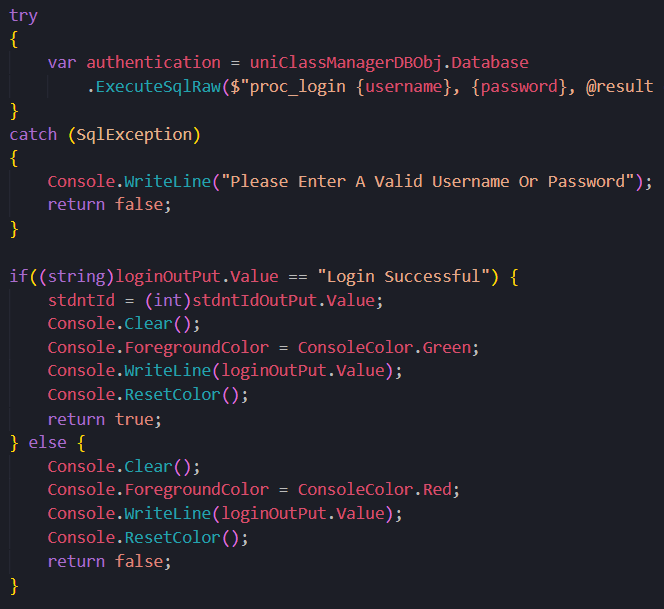 try
{
    var authentication = uniClassManagerDBObj.Database
        .ExecuteSqlRaw($"proc_login {username}, {password}, @result
}
catch (SqlException)
{
    Console.WriteLine("Please Enter A Valid Username Or Password");
    return false;
}

if((string)loginOutPut.Value == "Login Successful") {
    stdntId = (int)stdntIdOutPut.Value;
    Console.Clear();
    Console.ForegroundColor = ConsoleColor.Green;
    Console.WriteLine(loginOutPut.Value);
    Console.ResetColor();
    return true;
} else {
    Console.Clear();
    Console.ForegroundColor = ConsoleColor.Red;
    Console.WriteLine(loginOutPut.Value);
    Console.ResetColor();
    return false;
}